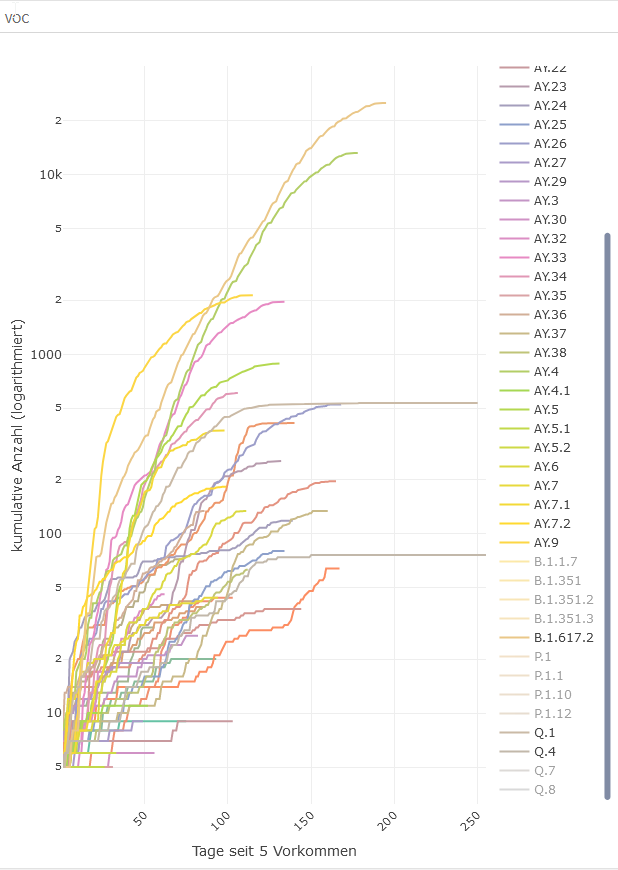 VOC
2
10k
5
2
1000
5
2
100
5
2
10
5
kumulative Anzahl (logarithmiert)
50
100
150
200
250
Tage seit 5 Vorkommen
AY.22
AY.23
AY.24
AY.25
AY.26
AY.27
AY.29
AY.3
AY.30
AY.32
AY.33
AY.34
AY.35
AY.36
AY.37
AY.38
AY.4
AY.4.1
AY.5
AY.5.1
AY.5.2
AY.6
AY.7
AY.7.1
AY.7.2
AY.9
B.1.1.7
B.1.351
B.1.351.2
B.1.351.3
B.1.617.2
P.1
P.1.1
P.1.10
P.1.12
Q.1
Q.4
Q.7
Q.8